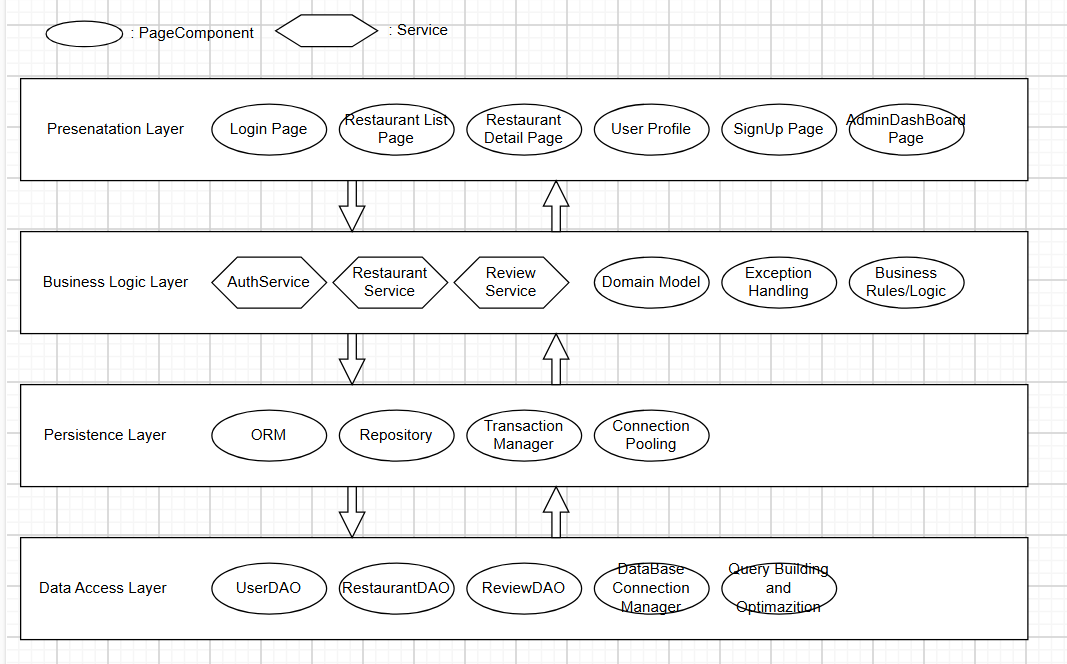 : PageComponent
: Service
Presenatation Layer
Login Page
Restaurant List
Page
Restaurant
Detail Page
User Profile
SignUp Page
AdminDashBoard
Page
Business Logic Layer
AuthService
Restaurant
Service
Review
Service
Domain Model
Exception
Handling
Business
Rules/Logic
Persistence Layer
ORM
Repository
Transaction
Manager
Connection
Pooling
Data Access Layer
UserDAO
RestaurantDAO
ReviewDAO
DataBase
Connection
Manager
Query Building
and
Optimazition